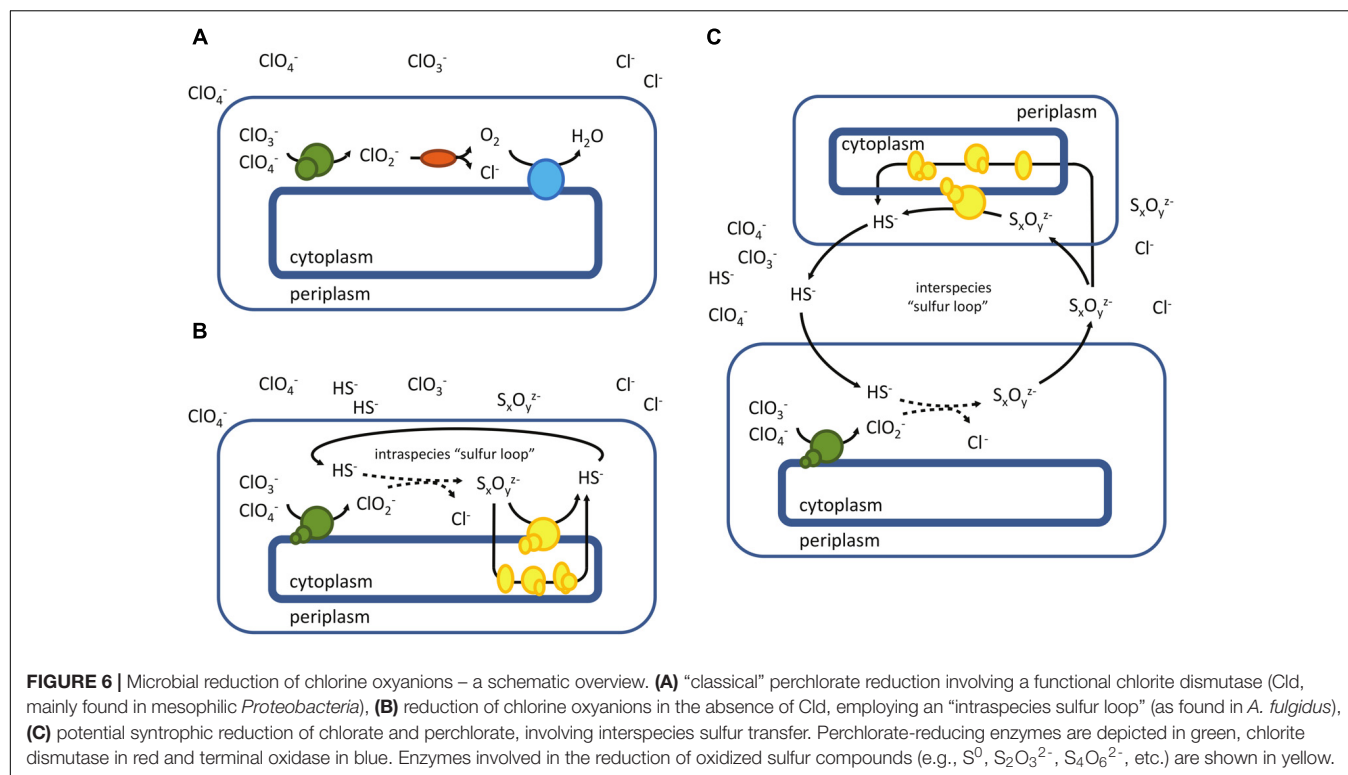 A
ClO₄⁻ ClO₃⁻ Cl⁻
Cl⁻
ClO₄⁻
ClO₃⁻
ClO₄⁻
ClO₂⁻
O₂
Cl⁻
H₂O
cytoplasm
periplasm
B
ClO₄⁻ HS⁻ ClO₃⁻ Cl⁻
HS⁻ SₓOᵧᶻ⁻ Cl⁻
ClO₄⁻
intraspecies “sulfur loop”
HS⁻
ClO₃⁻
ClO₄⁻
ClO₂⁻
Cl⁻
SₓOᵧᶻ⁻
HS⁻
cytoplasm
periplasm
C
periplasm
cytoplasm
HS⁻
SₓOᵧᶻ⁻
SₓOᵧᶻ⁻
ClO₄⁻
Cl⁻
ClO₃⁻
HS⁻
HS⁻
interspecies
“sulfur loop”
SₓOᵧᶻ⁻
Cl⁻
ClO₄⁻
HS⁻
SₓOᵧᶻ⁻
ClO₃⁻
ClO₄⁻
ClO₂⁻
Cl⁻
cytoplasm
periplasm
FIGURE 6 | Microbial reduction of chlorine oxyanions – a schematic overview. (A) “classical” perchlorate reduction involving a functional chlorite dismutase (Cld,
mainly found in mesophilic Proteobacteria), (B) reduction of chlorine oxyanions in the absence of Cld, employing an “intraspecies sulfur loop” (as found in A. fulgidus),
(C) potential syntrophic reduction of chlorate and perchlorate, involving interspecies sulfur transfer. Perchlorate-reducing enzymes are depicted in green, chlorite
dismutase in red and terminal oxidase in blue. Enzymes involved in the reduction of oxidized sulfur compounds (e.g., S⁰, S₂O₃²⁻, S₄O₆²⁻, etc.) are shown in yellow.